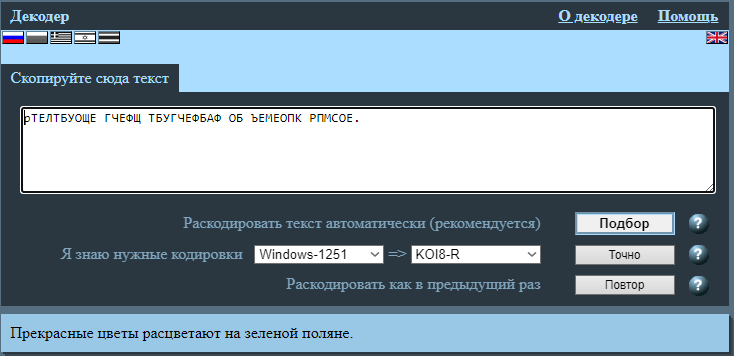 Декодер О декодере Помощь
Скопируйте сюда текст
рТЕЛТБУОЩЕ ГЧЕФЩ ТБУГЧЕФБАФ ОБ ЪЕМЕОПК РПМСОЕ.
Раскодировать текст автоматически (рекомендуется) Подбор ?
Я знаю нужные кодировки Windows-1251 => KOI8-R Точно ?
Раскодировать как в предыдущий раз Повтор ?
Прекрасные цветы расцветают на зеленой поляне.